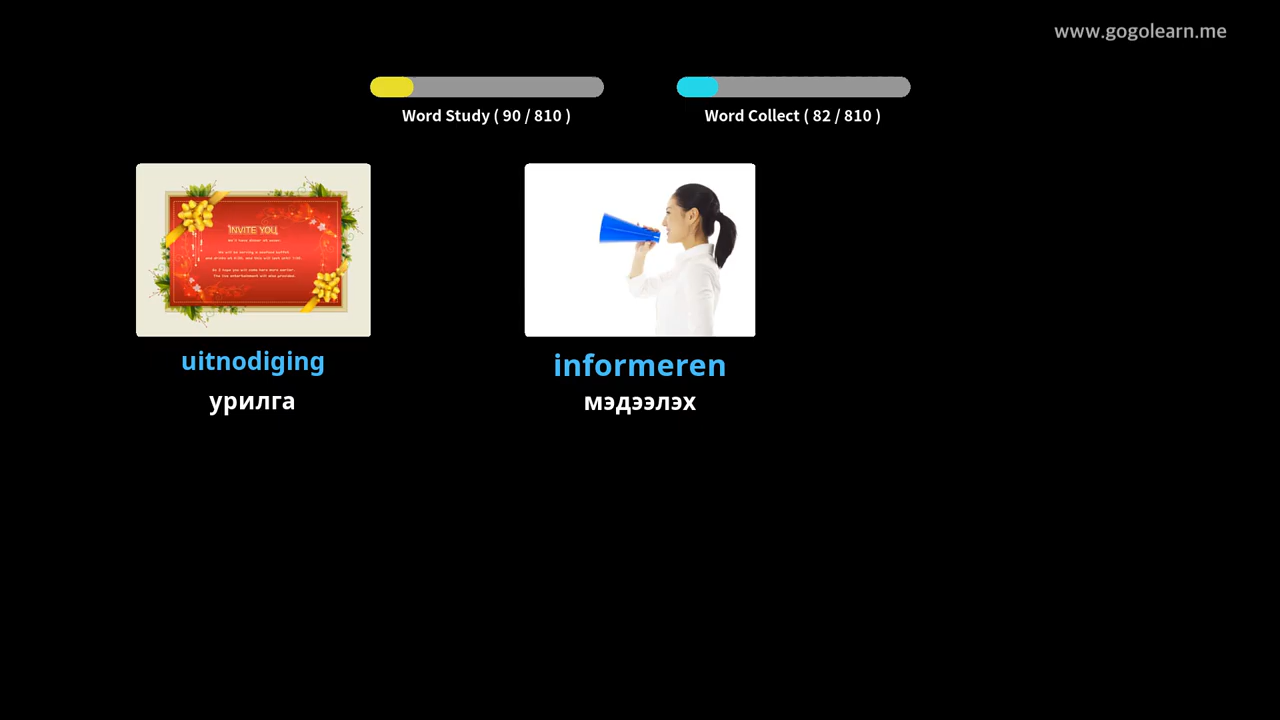 www.gogolearn.me
Word Study ( 90 / 810 )
Word Collect ( 82 / 810 )
INVITE YOU
uitnodiging
урилга
informeren
мэдээлэх